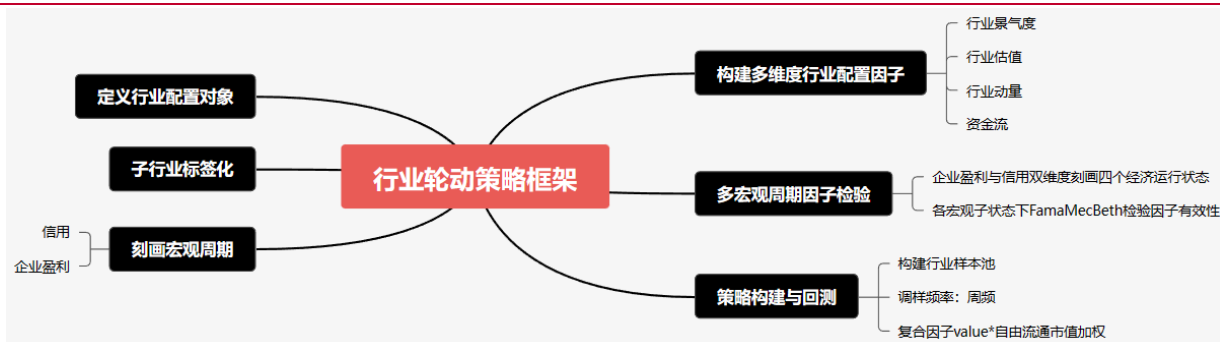 行业轮动策略框架
定义行业配置对象
子行业标签化
刻画宏观周期
信用
企业盈利
构建多维度行业配置因子
行业景气度
行业估值
行业动量
资金流
多宏观周期因子检验
企业盈利与信用双维度刻画四个经济运行状态
各宏观子状态下FamaMecBeth检验因子有效性
策略构建与回测
构建行业样本池
调样频率：周频
复合因子value*自由流通市值加权